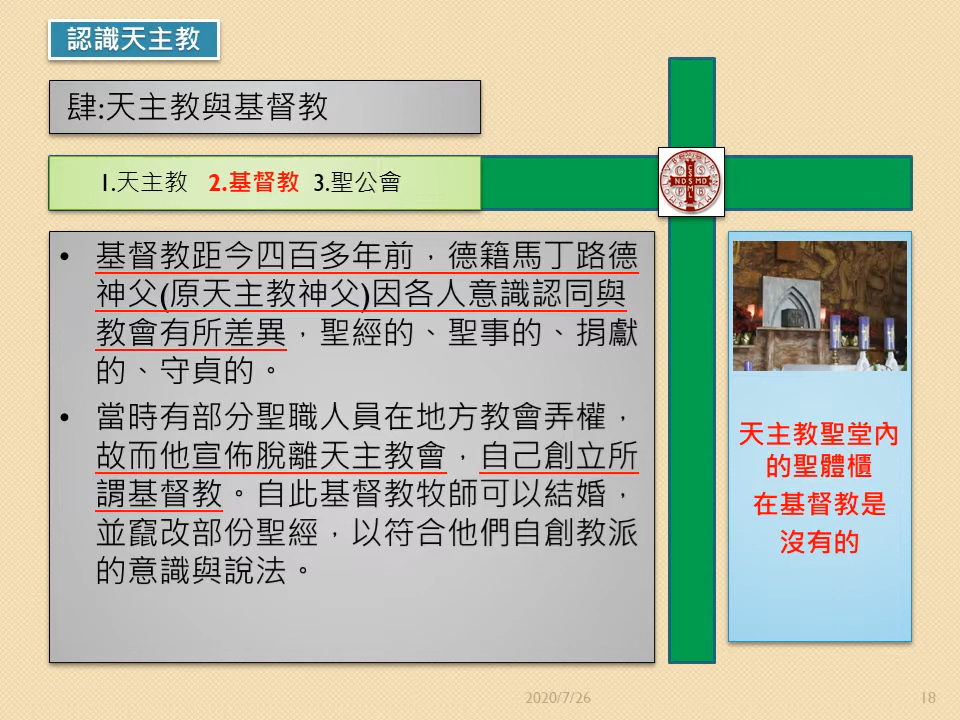 認識天主教
肆:天主教與基督教
1.天主教 2.基督教 3.聖公會
• 基督教距今四百多年前，德籍馬丁路德
神父(原天主教神父)因各人意識認同與
教會有所差異，聖經的、聖事的、捐獻
的、守貞的。
• 當時有部分聖職人員在地方教會弄權，
故而他宣佈脫離天主教會，自己創立所
謂基督教。自此基督教牧師可以結婚，
並竄改部份聖經，以符合他們自創教派
的意識與說法。
天主教聖堂內
的聖體櫃
在基督教是
沒有的
2020/7/26
18